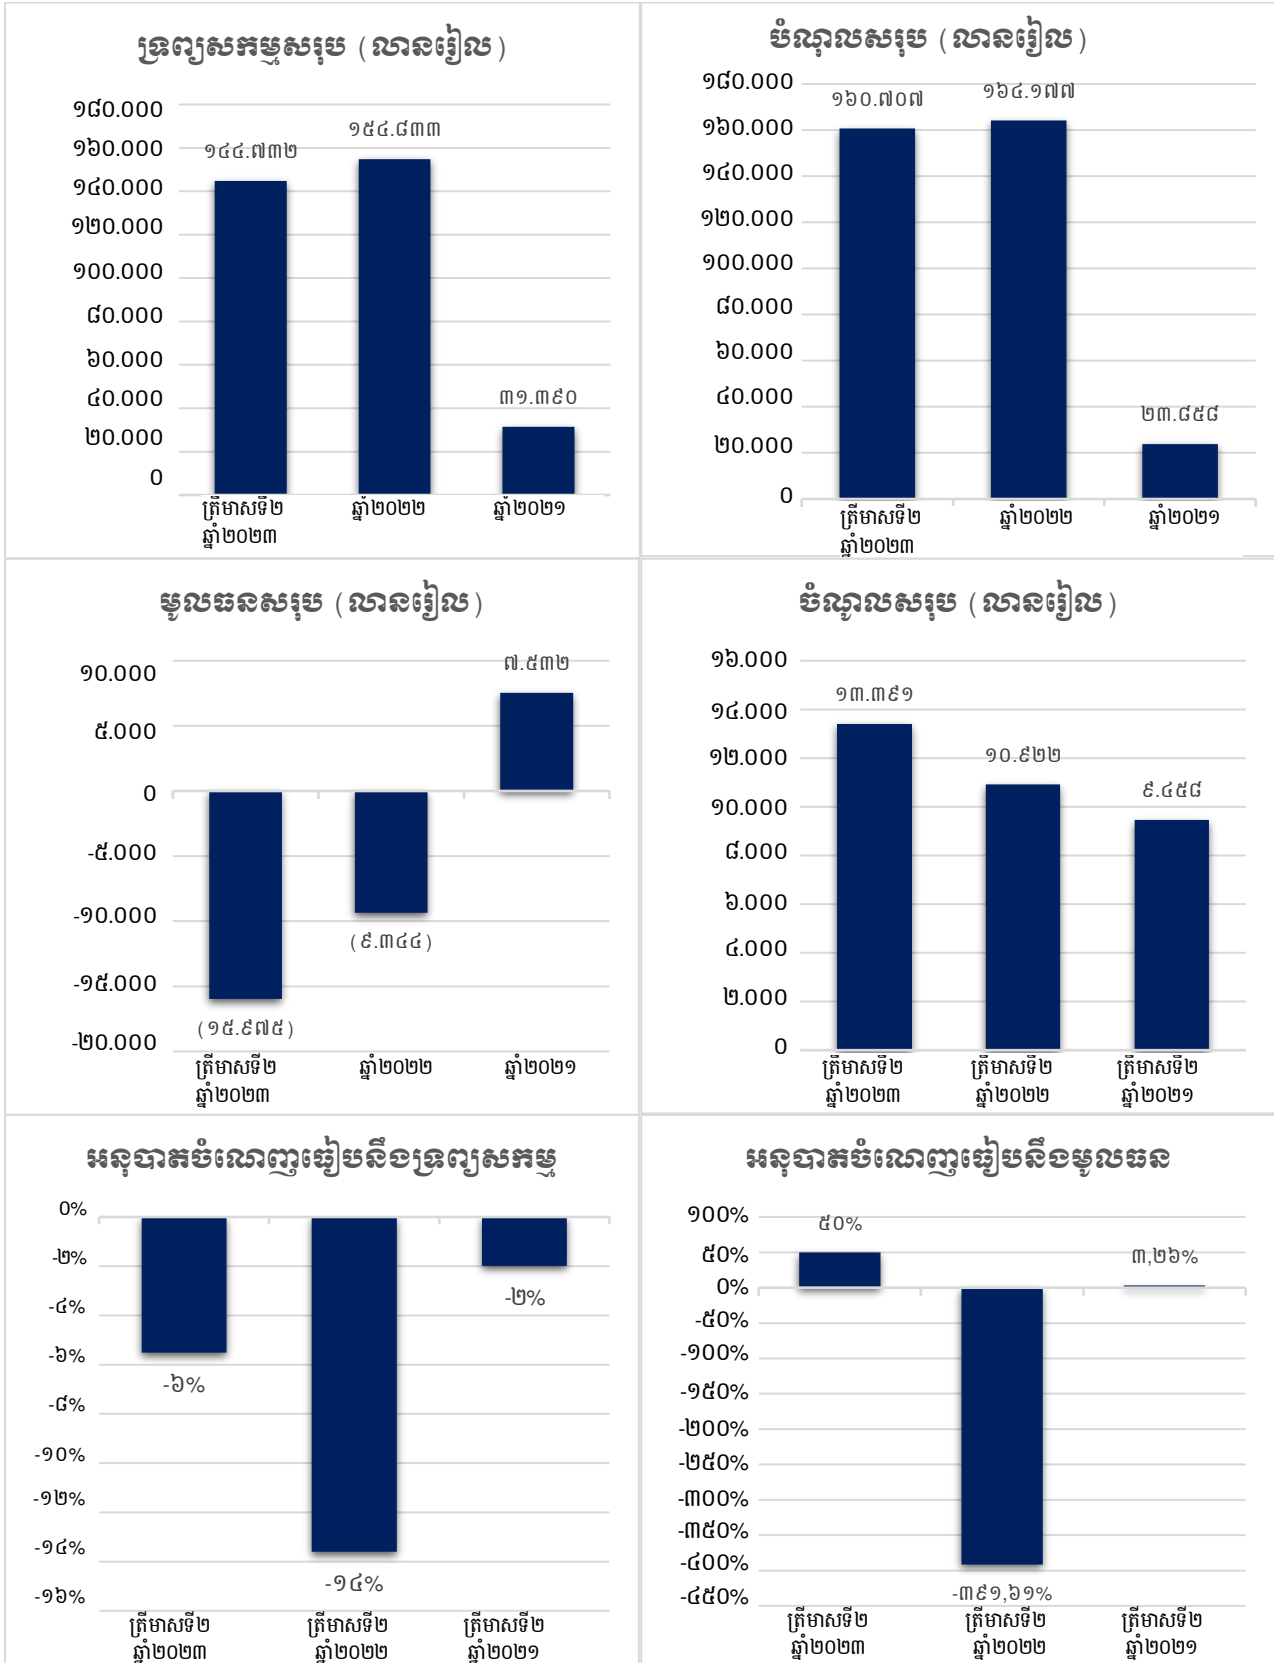 ទ្រព្យសកម្មសរុប (លានរៀល)
១៨០.០០០
១៦០.០០០
១៤០.០០០
១២០.០០០
១០០.០០០
៨០.០០០
៦០.០០០
៤០.០០០
២០.០០០
០
១៤៤.៧៣២
១៥៤.៨៣៣
៣១.៣៩០
ត្រីមាសទី២
ឆ្នាំ២០២៣
ឆ្នាំ២០២២
ឆ្នាំ២០២១
បំណុលសរុប (លានរៀល)
១៨០.០០០
១៦០.០០០
១៤០.០០០
១២០.០០០
១០០.០០០
៨០.០០០
៦០.០០០
៤០.០០០
២០.០០០
០
១៦០.៧០៧
១៦៤.១៧៧
២៣.៨៥៨
ត្រីមាសទី២
ឆ្នាំ២០២៣
ឆ្នាំ២០២២
ឆ្នាំ២០២១
មូលធនសរុប (លានរៀល)
១០.០០០
៥.០០០
០
-៥.០០០
-១០.០០០
-១៥.០០០
-២០.០០០
(១៥.៩៧៥)
(៩.៣៤៤)
៧.៥៣២
ត្រីមាសទី២
ឆ្នាំ២០២៣
ឆ្នាំ២០២២
ឆ្នាំ២០២១
ចំណូលសរុប (លានរៀល)
១៦.០០០
១៤.០០០
១២.០០០
១០.០០០
៨.០០០
៦.០០០
៤.០០០
២.០០០
០
១៣.៣៩១
១០.៩២២
៩.៤៥៨
ត្រីមាសទី២
ឆ្នាំ២០២៣
ត្រីមាសទី២
ឆ្នាំ២០២២
ត្រីមាសទី២
ឆ្នាំ២០២១
អនុបាតចំណេញធៀបនឹងទ្រព្យសកម្ម
០%
-២%
-៤%
-៦%
-៨%
-១០%
-១២%
-១៤%
-១៦%
-៦%
-១៤%
-២%
ត្រីមាសទី២
ឆ្នាំ២០២៣
ត្រីមាសទី២
ឆ្នាំ២០២២
ត្រីមាសទី២
ឆ្នាំ២០២១
អនុបាតចំណេញធៀបនឹងមូលធន
១០០%
៥០%
០%
-៥០%
-១០០%
-១៥០%
-២០០%
-២៥០%
-៣០០%
-៣៥០%
-៤០០%
-៤៥០%
៥០%
-៣៩១,៦១%
៣,២៦%
ត្រីមាសទី២
ឆ្នាំ២០២៣
ត្រីមាសទី២
ឆ្នាំ២០២២
ត្រីមាសទី២
ឆ្នាំ២០២១